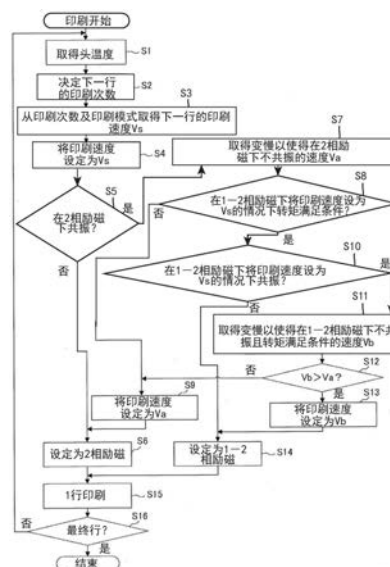 印刷开始
S1
取得头温度
S2
决定下一行
的印刷次数
S3
从印刷次数及印刷模式取得下一行的印刷
速度Vs
S4
将印刷速度
设定为Vs
S5
在2相励磁
下共振?
是
否
S7
取得变慢以使得在2相励
磁下不共振的速度Va
S8
在1-2相励磁下将印刷速度设为
Vs的情况下转矩满足条件?
否
是
S10
在1-2相励磁下将印刷速度设为
Vs的情况下共振?
是
否
S11
取得变慢以使得在1-2相励磁下不共
振且转矩满足条件的速度Vb
S12
Vb>Va?
否
是
S9
将印刷速度
设定为Va
S13
将印刷速度
设定为Vb
S6
设定为2相励磁
S14
设定为1-2
相励磁
S15
1行印刷
S16
最终行?
否
是
结束